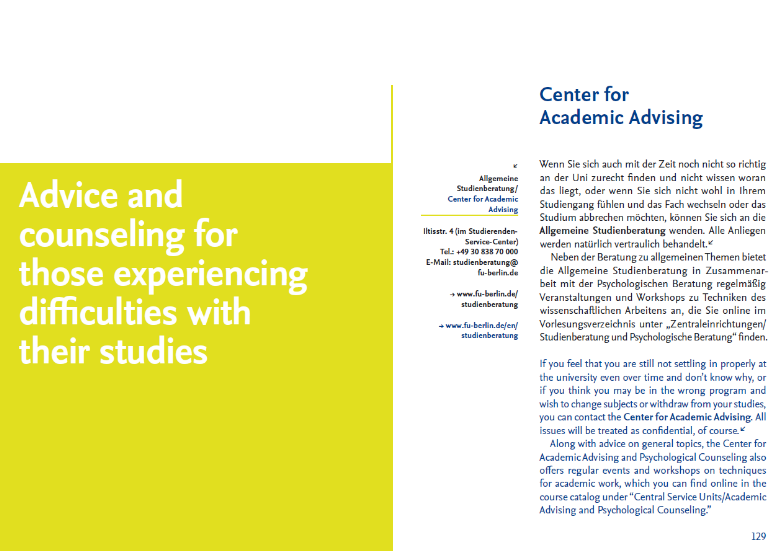 Advice and
counseling for
those experiencing
difficulties with
their studies
↙
Allgemeine
Studienberatung/
Center for Academic
Advising
Iltisstr. 4 (im Studierenden-
Service-Center)
Tel.: +49 30 838 70 000
E-Mail: studienberatung@
fu-berlin.de
→ www.fu-berlin.de/
studienberatung
→ www.fu-berlin.de/en/
studienberatung
Center for
Academic Advising
Wenn Sie sich auch mit der Zeit noch nicht so richtig
an der Uni zurecht finden und nicht wissen woran
das liegt, oder wenn Sie sich nicht wohl in Ihrem
Studiengang fühlen und das Fach wechseln oder das
Studium abbrechen möchten, können Sie sich an die
Allgemeine Studienberatung wenden. Alle Anliegen
werden natürlich vertraulich behandelt.↙
Neben der Beratung zu allgemeinen Themen bietet
die Allgemeine Studienberatung in Zusammenar-
beit mit der Psychologischen Beratung regelmäßig
Veranstaltungen und Workshops zu Techniken des
wissenschaftlichen Arbeitens an, die Sie online im
Vorlesungsverzeichnis unter „Zentraleinrichtungen/
Studienberatung und Psychologische Beratung“ finden.
If you feel that you are still not settling in properly at
the university even over time and don’t know why, or
if you think you may be in the wrong program and
wish to change subjects or withdraw from your studies,
you can contact the Center for Academic Advising. All
issues will be treated as confidential, of course.↙
Along with advice on general topics, the Center for
Academic Advising and Psychological Counseling also
offers regular events and workshops on techniques
for academic work, which you can find online in the
course catalog under “Central Service Units/Academic
Advising and Psychological Counseling.”
129